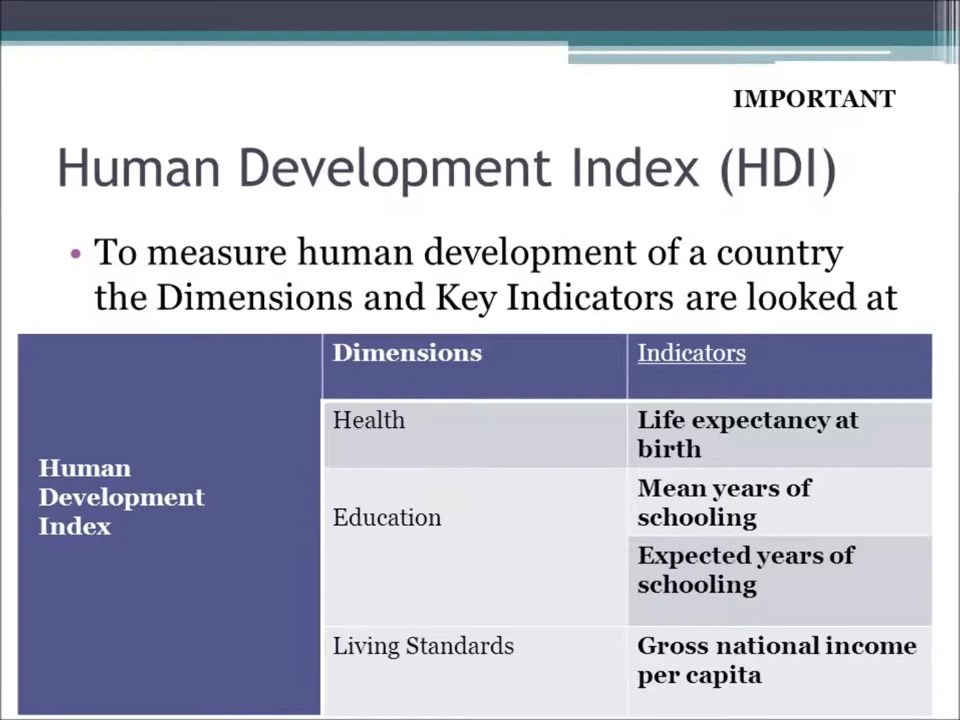 IMPORTANT
Human Development Index (HDI)
• To measure human development of a country
the Dimensions and Key Indicators are looked at
Human
Development
Index
Dimensions
Indicators
Health
Life expectancy at
birth
Education
Mean years of
schooling
Expected years of
schooling
Living Standards
Gross national income
per capita